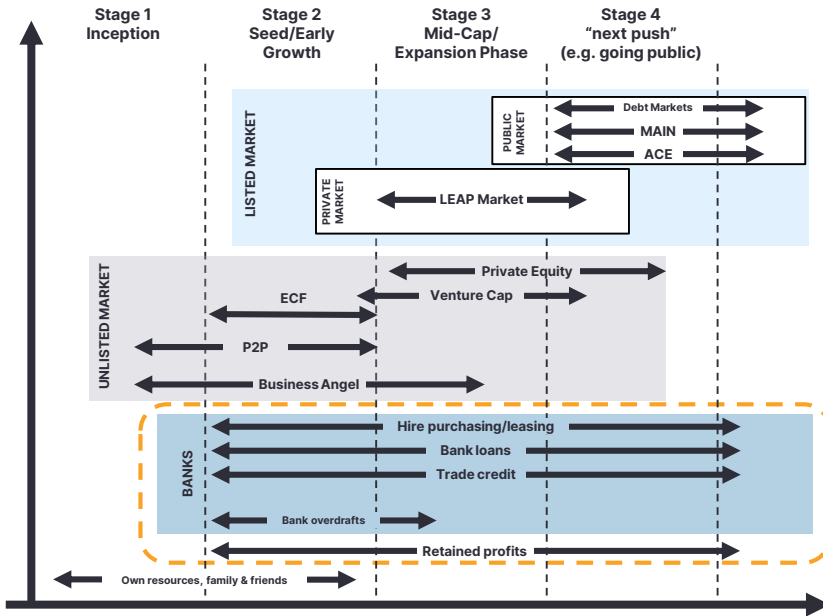 Stage 1
Inception
Stage 2
Seed/Early
Growth
Stage 3
Mid-Cap/
Expansion Phase
Stage 4
“next push”
(e.g. going public)
LISTED MARKET
PUBLIC
MARKET
Debt Markets
MAIN
ACE
PRIVATE
MARKET
LEAP Market
UNLISTED MARKET
Private Equity
Venture Cap
ECF
P2P
Business Angel
BANKS
Hire purchasing/leasing
Bank loans
Trade credit
Bank overdrafts
Retained profits
Own resources, family & friends